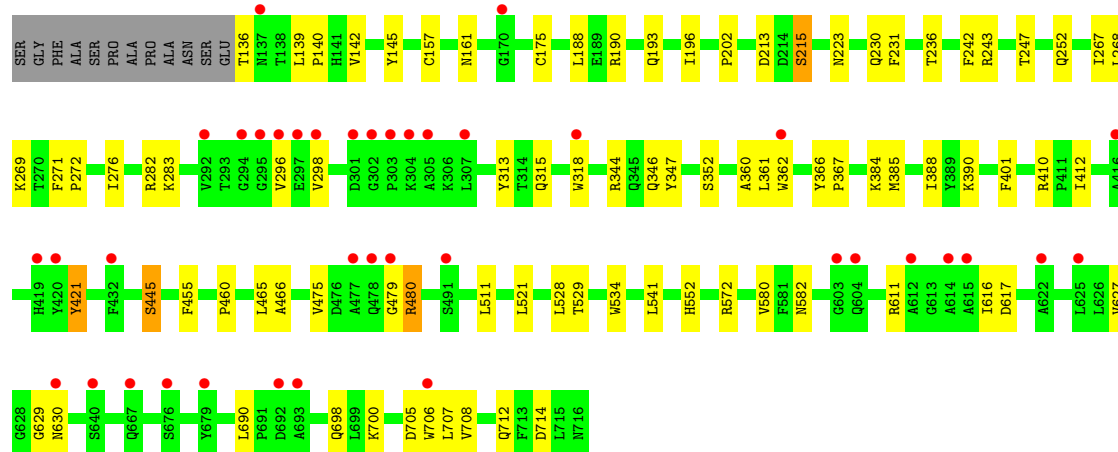 SER GLY PHE ALA SER PRO PRO ALA ASN SER GLU T136 N137 T138 L139 P140 H141 V142 Y145 C157 N161 G170 C175 L188 E189 R190 Q193 I196 P202 D213 D214 S215 N223 Q230 F231 T236 F242 R243 T247 Q252 I267 L268
K269 T270 F271 P272 I276 R282 K283 V292 T293 G294 G295 V296 E297 V298 D301 G302 P303 K304 A305 K306 L307 Y313 T314 Q315 W318 R344 Q345 Q346 Y347 S352 A360 L361 W362 Y366 P367 K384 M385 I388 Y389 K390 F401 R410 P411 I412 A416
H419 Y420 Y421 F432 S445 F455 P460 L465 A466 V475 D476 A477 Q478 G479 R480 S491 L511 L521 L528 T529 W534 L541 H552 R572 V580 F581 N582 G603 Q604 R611 A612 G613 A614 A615 I616 D617 A622 L625 L626 V627
G628 G629 N630 S640 Q667 S676 Y679 L690 P691 D692 A693 Q698 L699 K700 D705 W706 L707 V708 Q712 F713 D714 L715 N716